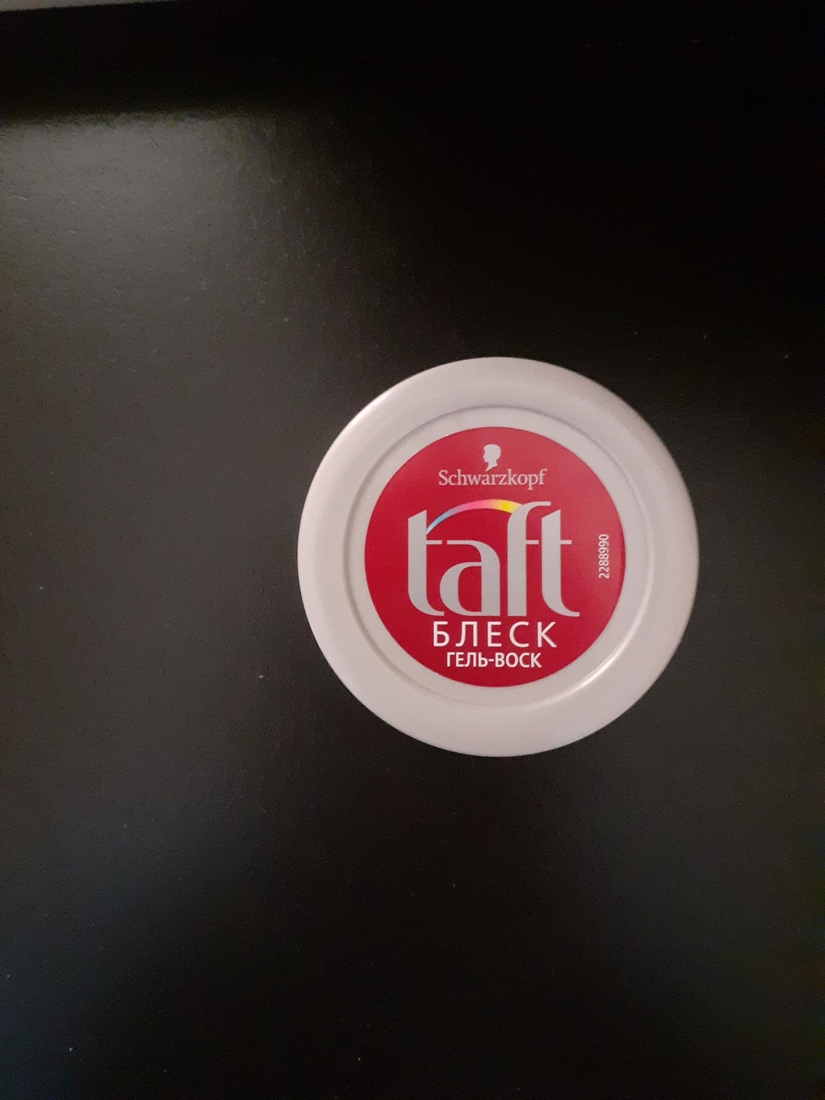 Schwarzkopf
taft
БЛЕСК
ГЕЛЬ-ВОСК
2288990